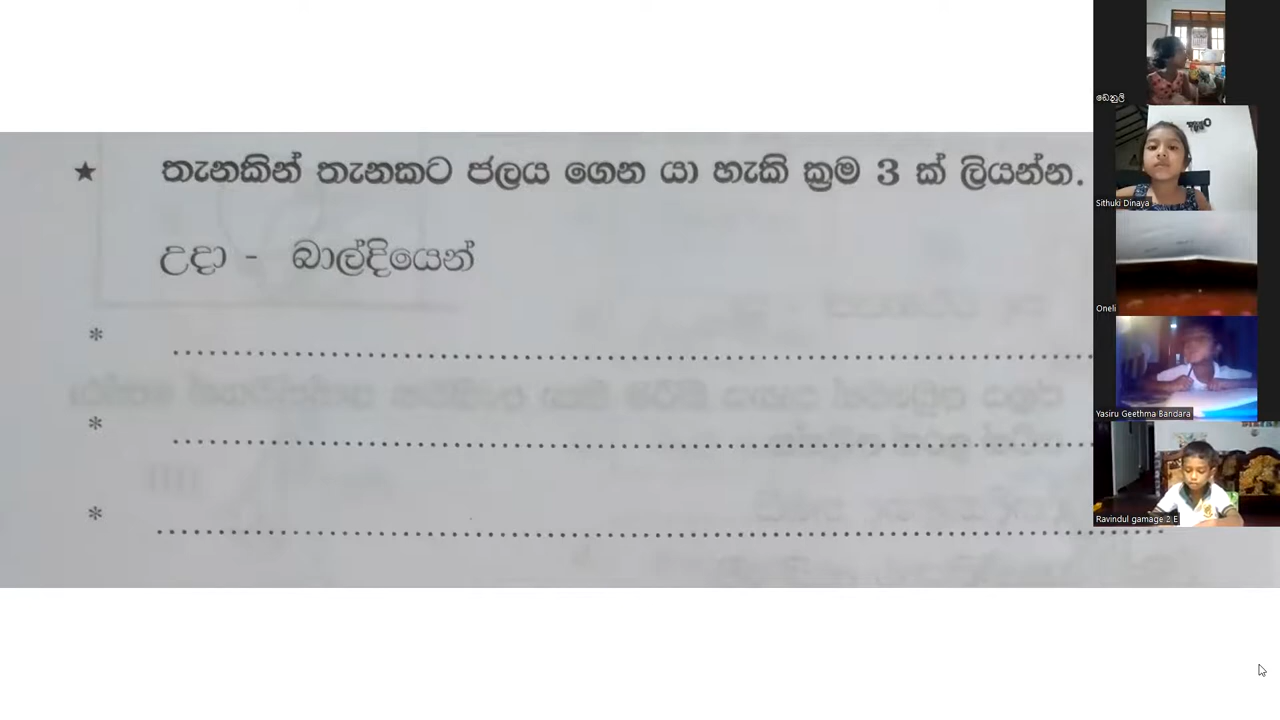 ★ තැනකින් තැනකට ජලය ගෙන යා හැකි ක්‍රම 3 ක් ලියන්න.
උදා - බාල්දියෙන්
* ........................................................
* ........................................................
* ........................................................
ඩෙනුලි
Sithuki Dinaya
Oneli
Yasiru Geethma Bandara
Ravindul gamage 2 E